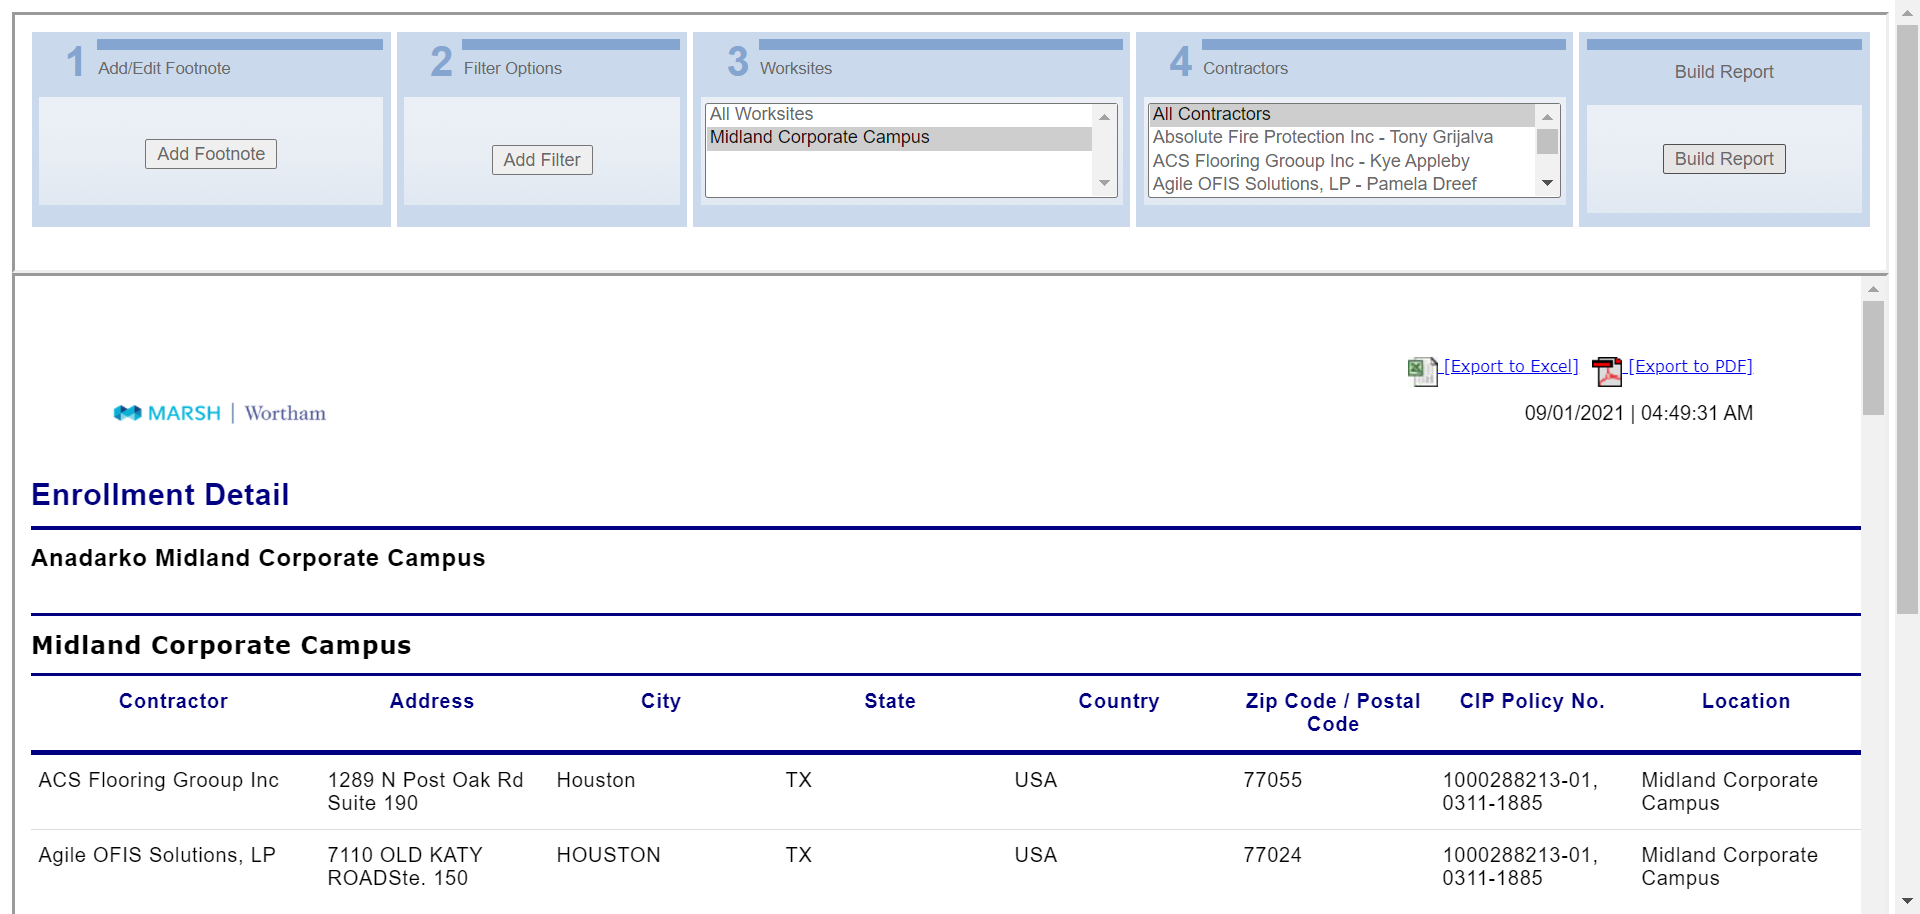 1 Add/Edit Footnote
Add Footnote
2 Filter Options
Add Filter
3 Worksites
All Worksites
Midland Corporate Campus
4 Contractors
All Contractors
Absolute Fire Protection Inc - Tony Grijalva
ACS Flooring Grooup Inc - Kye Appleby
Agile OFIS Solutions, LP - Pamela Dreef
Build Report
Build Report
[Export to Excel] [Export to PDF]
MARSH | Wortham
09/01/2021 | 04:49:31 AM
Enrollment Detail
Anadarko Midland Corporate Campus
Midland Corporate Campus
Contractor Address City State Country Zip Code / Postal CIP Policy No. Location
Code
ACS Flooring Grooup Inc 1289 N Post Oak Rd Houston TX USA 77055 1000288213-01, Midland Corporate
Suite 190 0311-1885 Campus
Agile OFIS Solutions, LP 7110 OLD KATY HOUSTON TX USA 77024 1000288213-01, Midland Corporate
ROADSte. 150 0311-1885 Campus